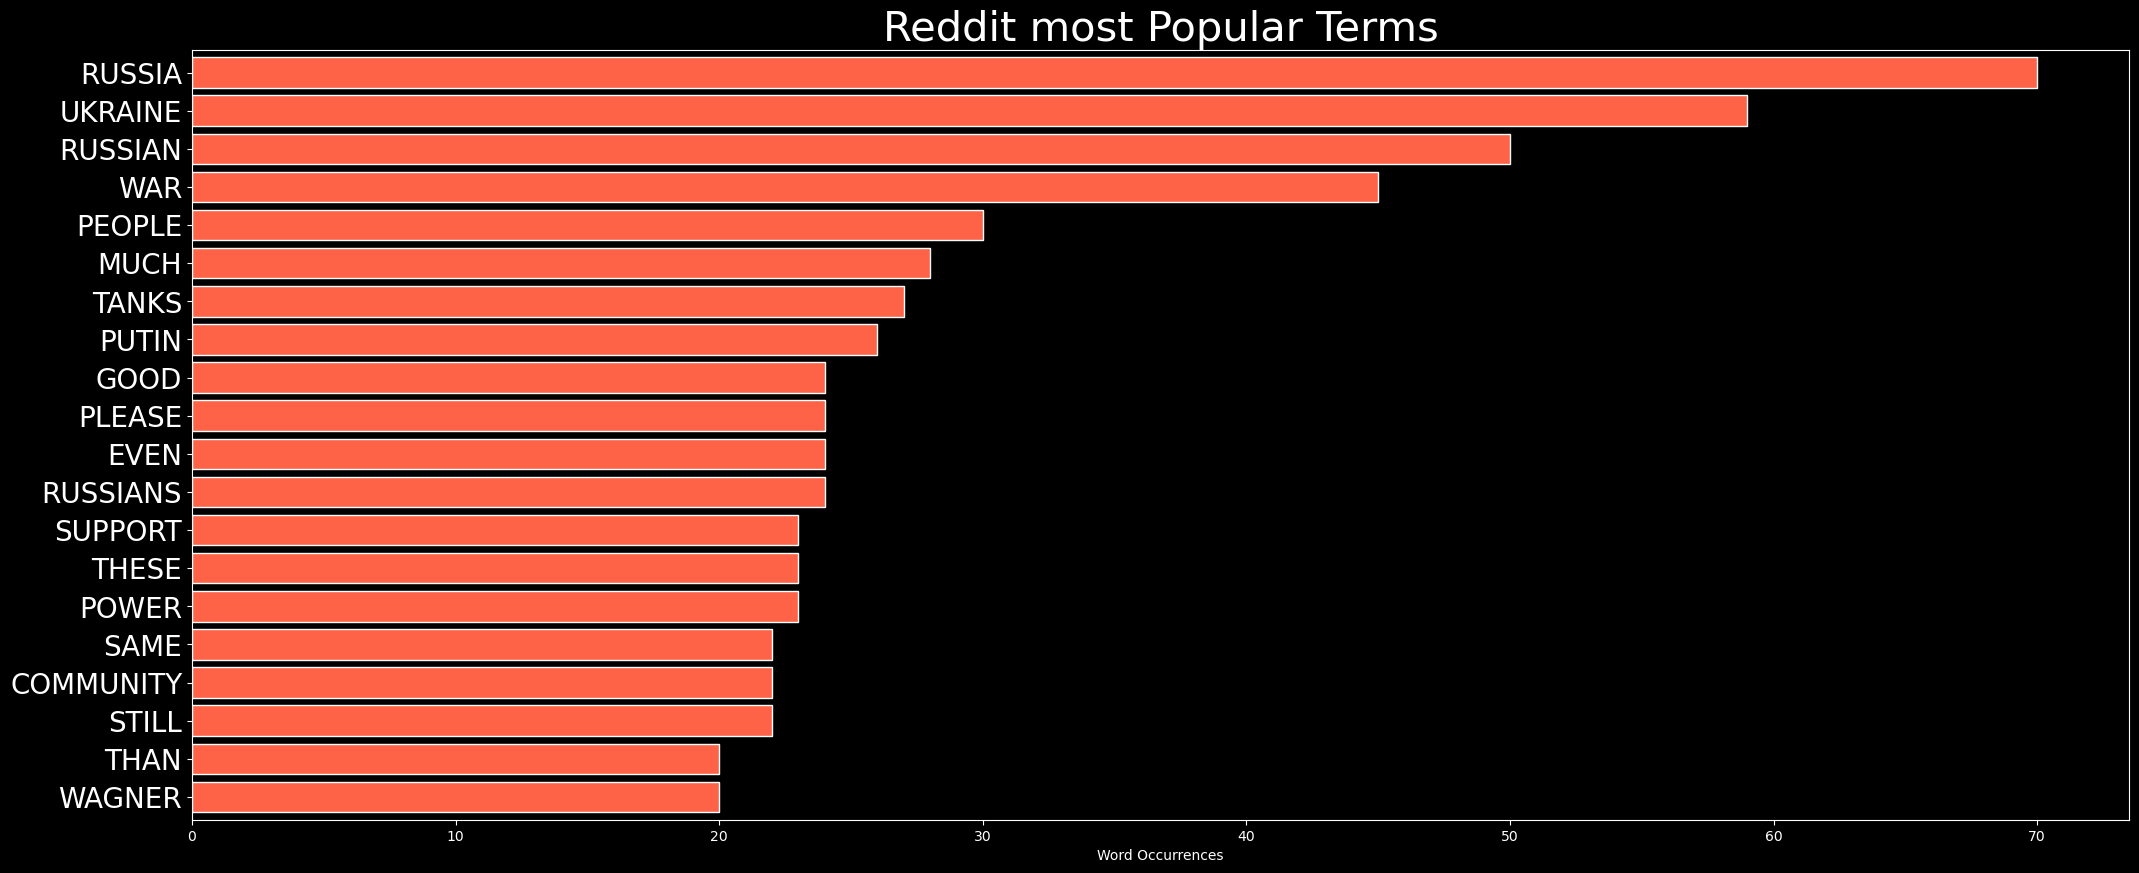 Reddit most Popular Terms
RUSSIA
UKRAINE
RUSSIAN
WAR
PEOPLE
MUCH
TANKS
PUTIN
GOOD
PLEASE
EVEN
RUSSIANS
SUPPORT
THESE
POWER
SAME
COMMUNITY
STILL
THAN
WAGNER
0 10 20 30 40 50 60 70
Word Occurrences